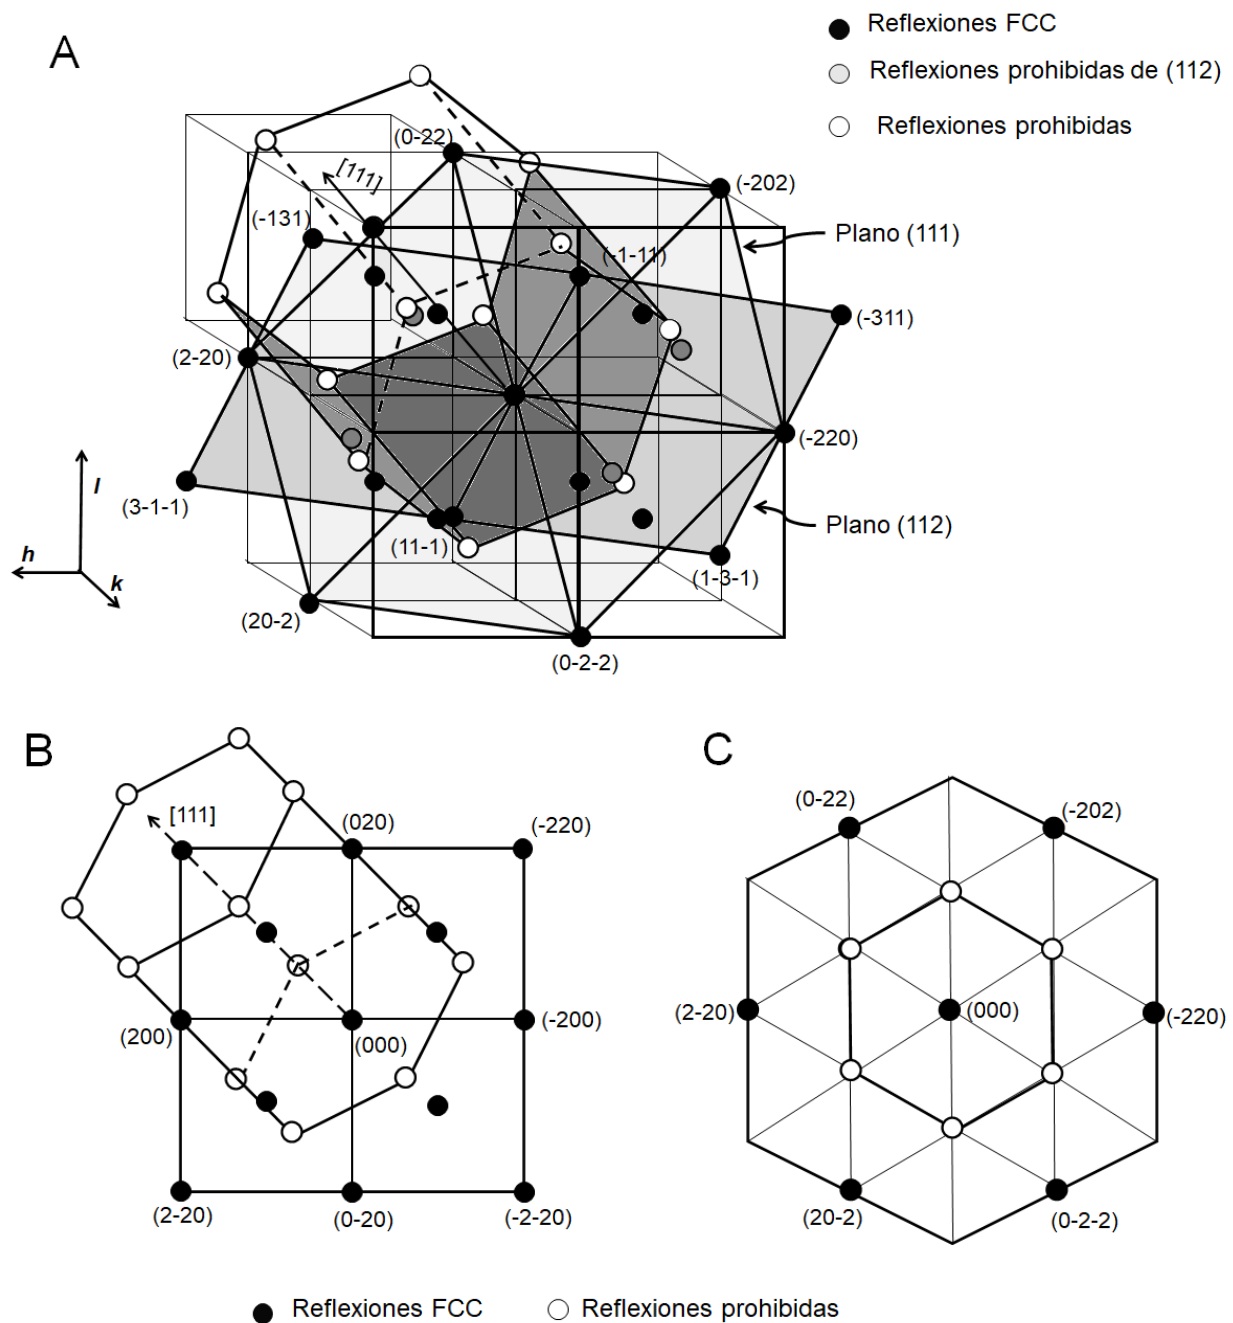 A
Reflexiones FCC
Reflexiones prohibidas de (112)
Reflexiones prohibidas
(0-22)
[111]
(-202)
(-131)
Plano (111)
(-1-11)
(-311)
(2-20)
(-220)
(3-1-1)
l
h
k
(11-1)
Plano (112)
(1-3-1)
(20-2)
(0-2-2)
B
C
[111]
(020)
(-220)
(0-22)
(-202)
(200)
(000)
(-200)
(2-20)
(000)
(-220)
(2-20)
(0-20)
(-2-20)
(20-2)
(0-2-2)
Reflexiones FCC
Reflexiones prohibidas